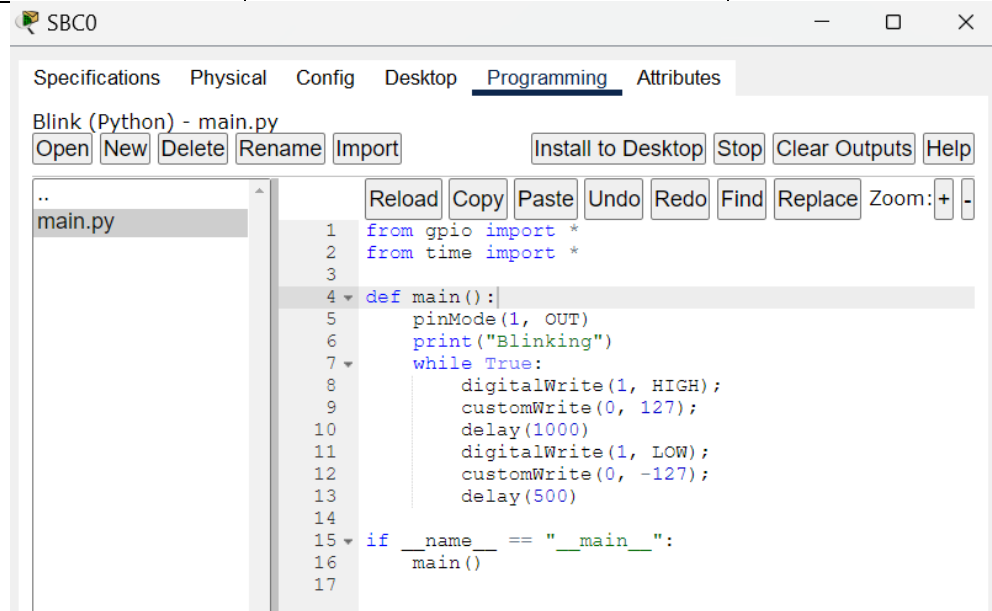 SBC0
Specifications Physical Config Desktop Programming Attributes
Blink (Python) - main.py
Open New Delete Rename Import Install to Desktop Stop Clear Outputs Help
..
main.py
Reload Copy Paste Undo Redo Find Replace Zoom: + -
1 from gpio import *
2 from time import *
3
4 def main():
5     pinMode(1, OUT)
6     print("Blinking")
7     while True:
8         digitalWrite(1, HIGH);
9         customWrite(0, 127);
10         delay(1000)
11         digitalWrite(1, LOW);
12         customWrite(0, -127);
13         delay(500)
14
15 if __name__ == "__main__":
16     main()
17